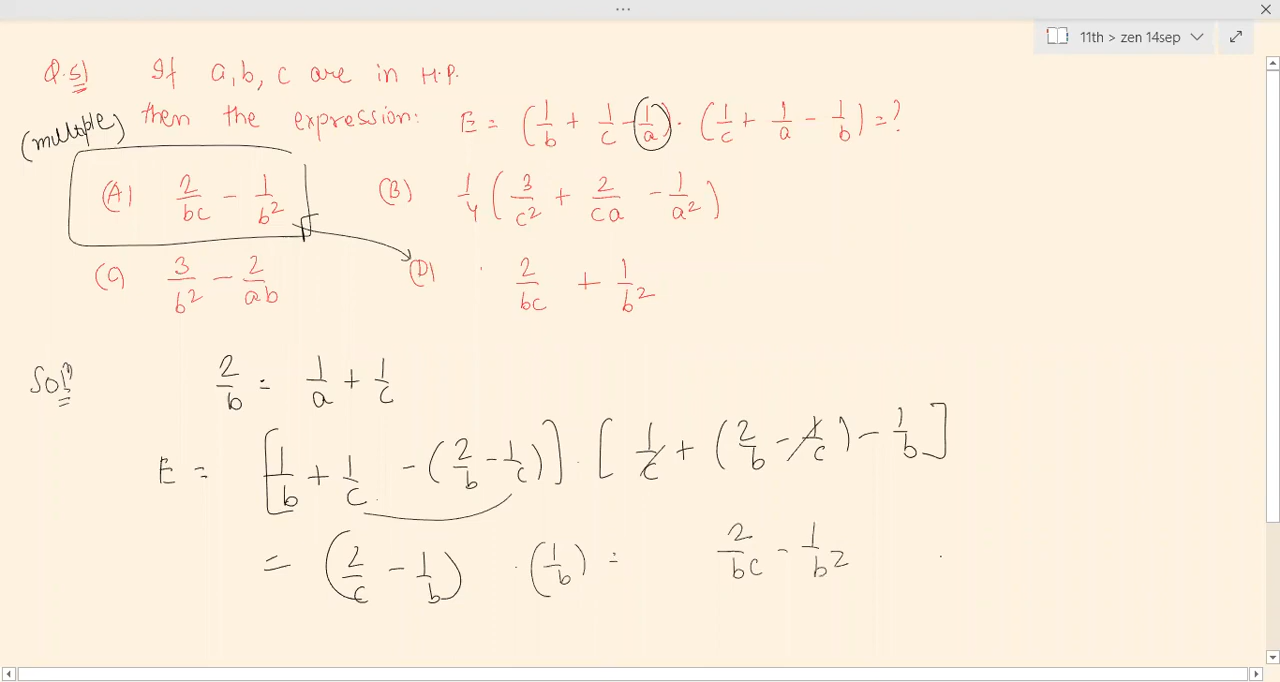 11th > zen 14sep
Q.5) If a, b, c are in H.P.
(multiple) then the expression: E = (1/b + 1/c - 1/a) · (1/c + 1/a - 1/b) = ?
(A) 2/bc - 1/b² (B) 1/4 (3/c² + 2/ca - 1/a²)
(C) 3/b² - 2/ab (D) 2/bc + 1/b²
Solⁿ 2/b = 1/a + 1/c
E = [1/b + 1/c - (2/b - 1/c)] · [1/c + (2/b - 1/c) - 1/b]
= (2/c - 1/b) · (1/b) = 2/bc - 1/b²